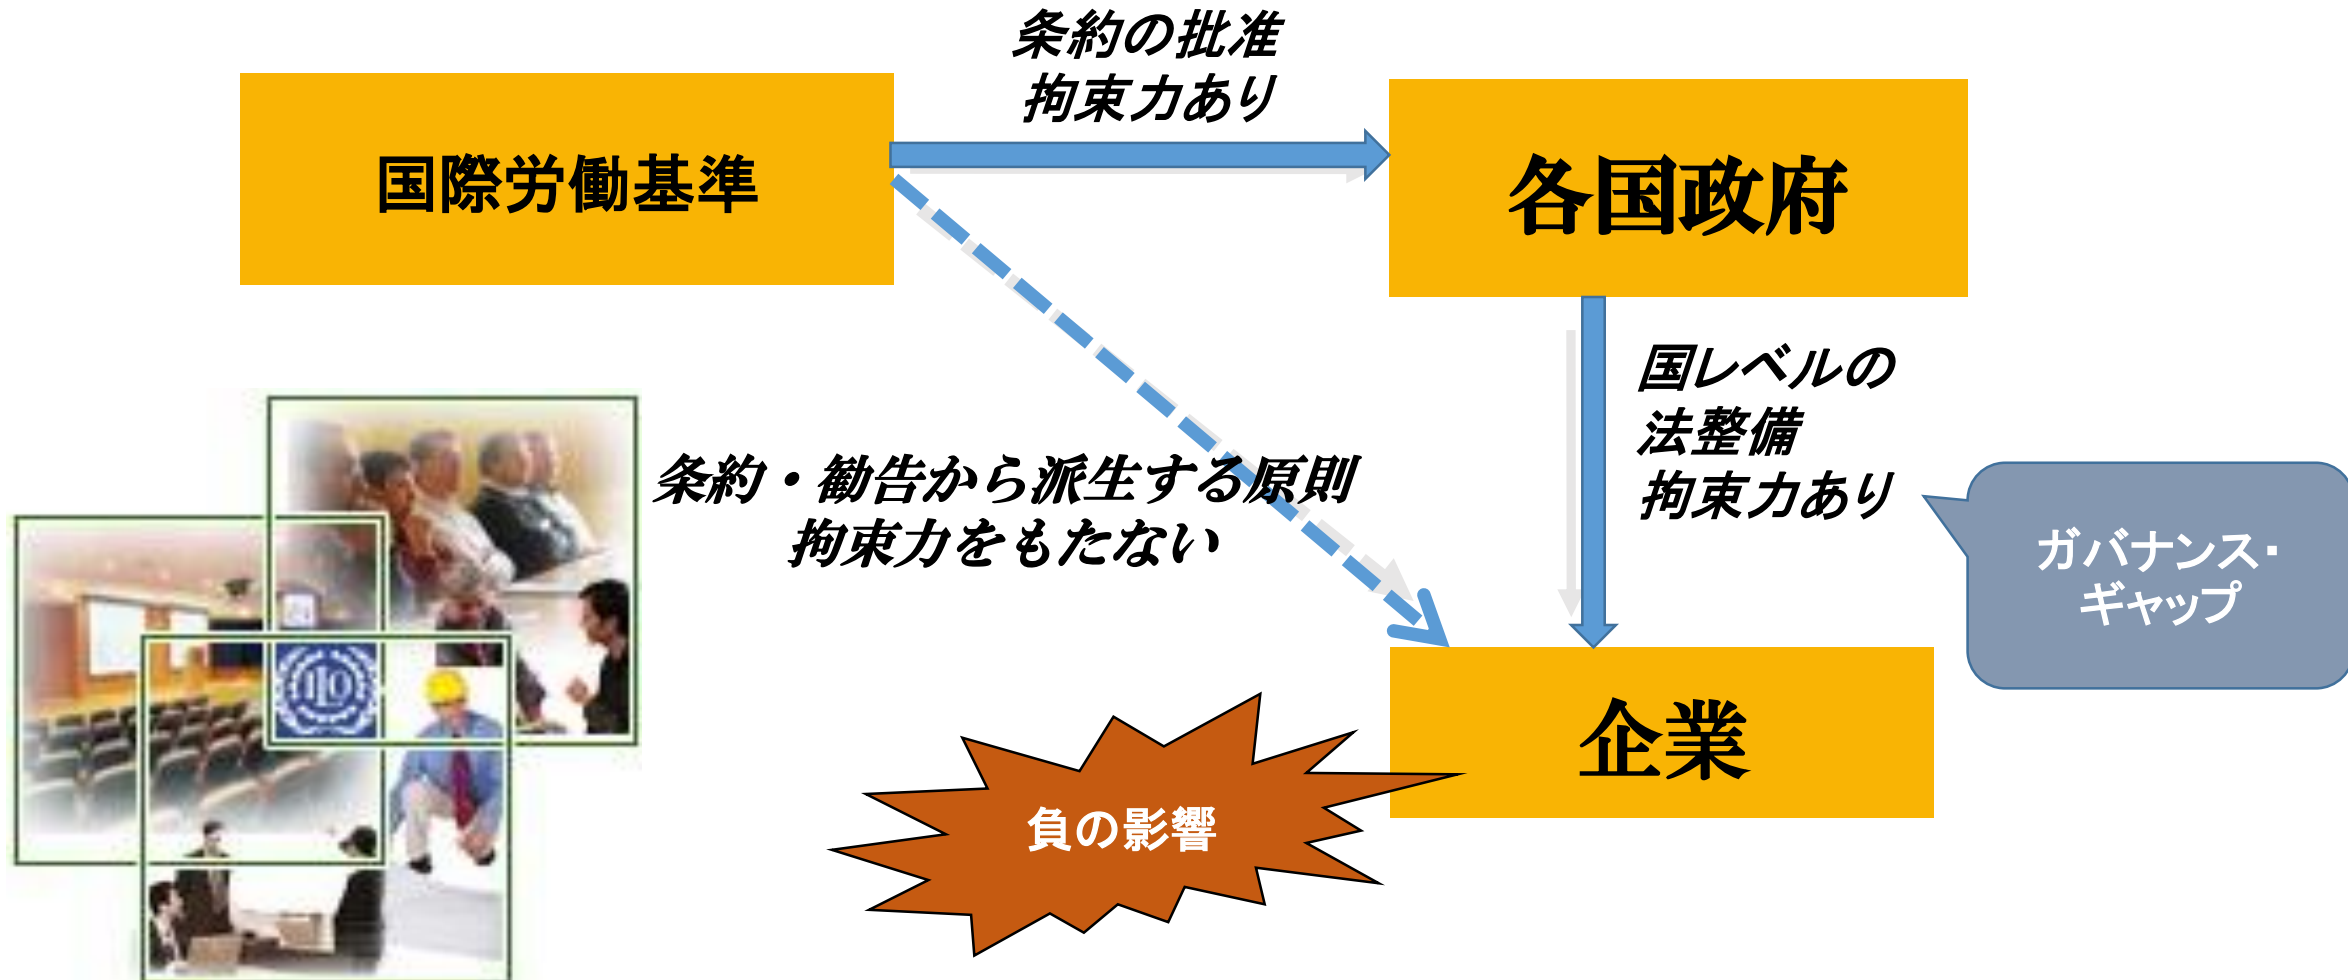 条約の批准
拘束力あり
国際労働基準
各国政府
国レベルの
法整備
拘束力あり
条約・勧告から派生する原則
拘束力をもたない
ガバナンス・
ギャップ
企業
負の影響
ILO